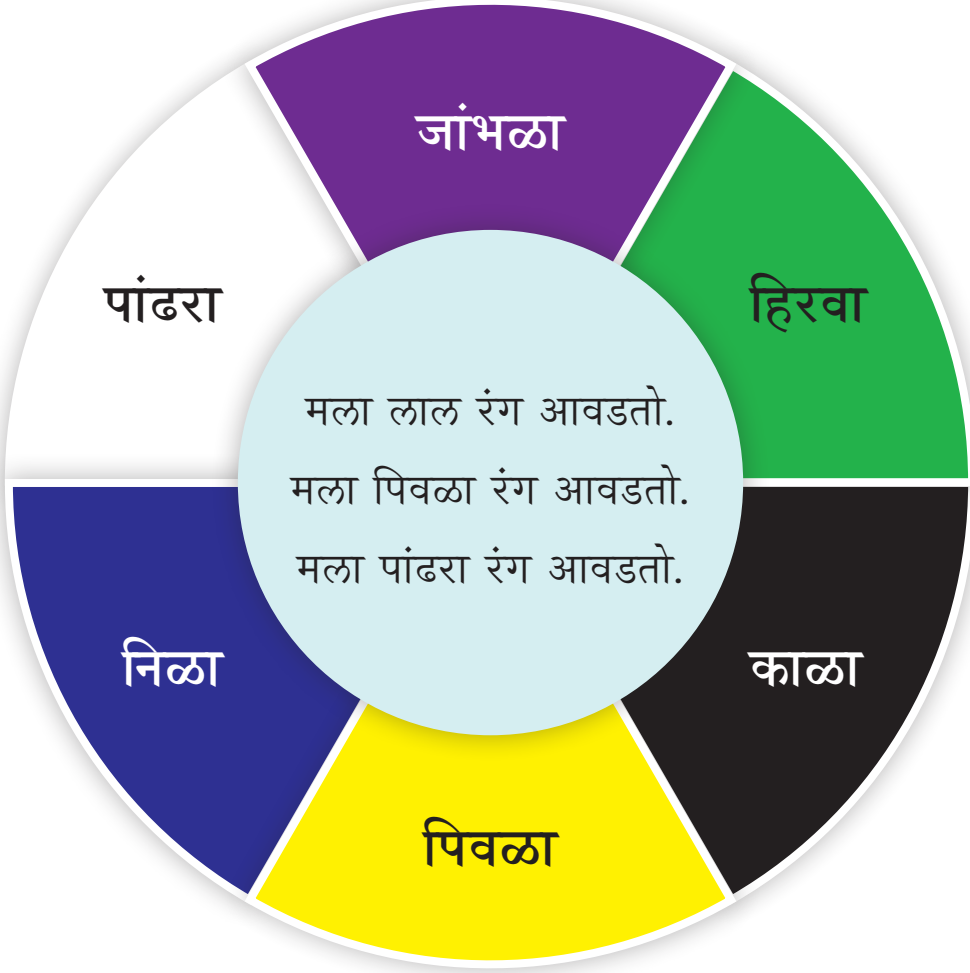 जांभळा
पांढरा
हिरवा
मला लाल रंग आवडतो.
मला पिवळा रंग आवडतो.
मला पांढरा रंग आवडतो.
निळा
काळा
पिवळा